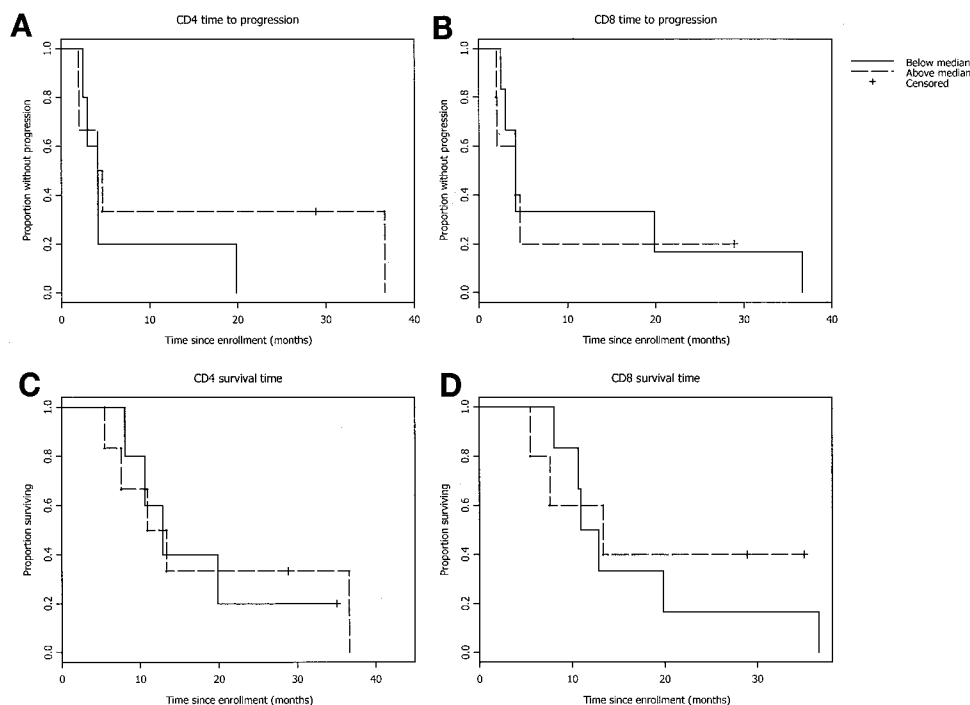 A
CD4 time to progression
Proportion without progression
1.0
0.8
0.6
0.4
0.2
0.0
0 10 20 30 40
Time since enrollment (months)
B
CD8 time to progression
Proportion without progression
1.0
0.8
0.6
0.4
0.2
0.0
0 10 20 30 40
Time since enrollment (months)
Below median
Above median
+ Censored
C
CD4 survival time
Proportion surviving
1.0
0.8
0.6
0.4
0.2
0.0
0 10 20 30 40
Time since enrollment (months)
D
CD8 survival time
Proportion surviving
1.0
0.8
0.6
0.4
0.2
0.0
0 10 20 30
Time since enrollment (months)